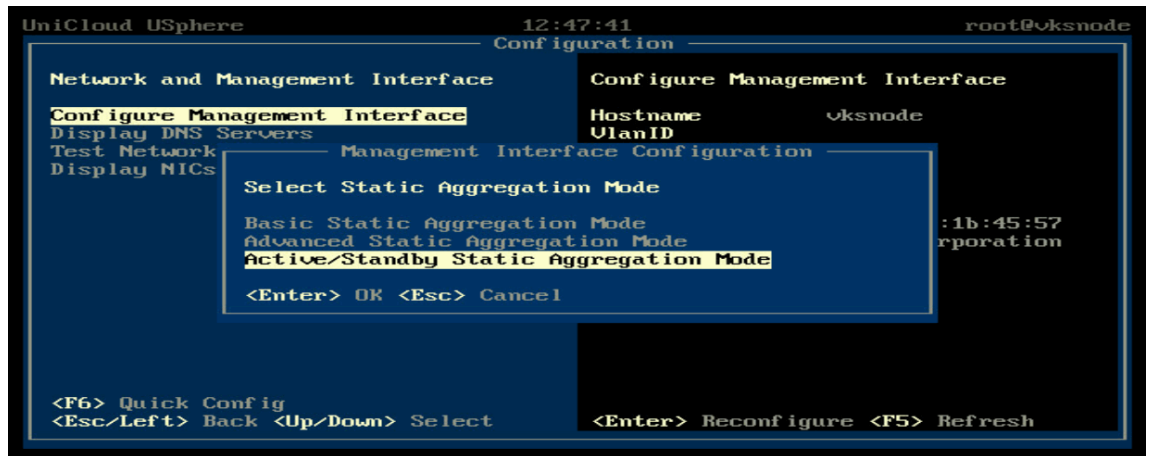 UniCloud USphere 12:47:41 root@vksnode
Configuration
Network and Management Interface Configure Management Interface
Configure Management Interface Hostname vksnode
Display DNS Servers VlanID
Test Network Management Interface Configuration
Display NICs
Select Static Aggregation Mode
Basic Static Aggregation Mode :1b:45:57
Advanced Static Aggregation Mode rporation
Active/Standby Static Aggregation Mode
<Enter> OK <Esc> Cancel
<F6> Quick Config
<Esc/Left> Back <Up/Down> Select <Enter> Reconfigure <F5> Refresh